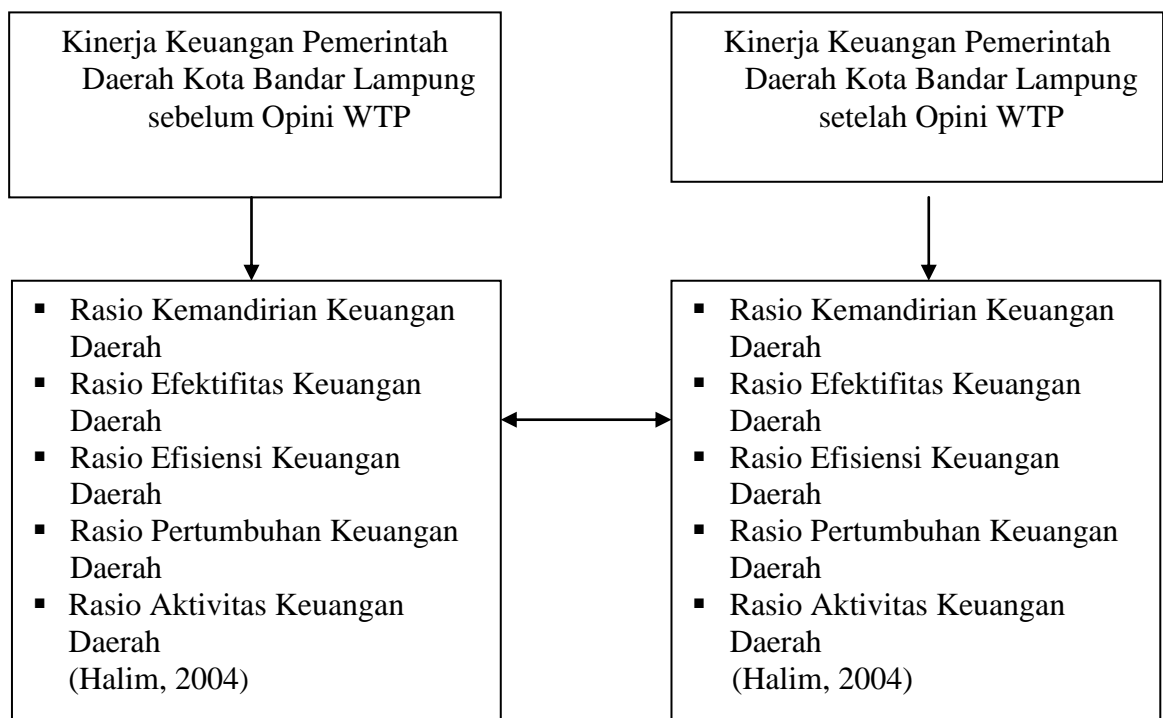 Kinerja Keuangan Pemerintah
Daerah Kota Bandar Lampung
sebelum Opini WTP
Kinerja Keuangan Pemerintah
Daerah Kota Bandar Lampung
setelah Opini WTP
▪ Rasio Kemandirian Keuangan
Daerah
▪ Rasio Efektifitas Keuangan
Daerah
▪ Rasio Efisiensi Keuangan
Daerah
▪ Rasio Pertumbuhan Keuangan
Daerah
▪ Rasio Aktivitas Keuangan
Daerah
(Halim, 2004)
▪ Rasio Kemandirian Keuangan
Daerah
▪ Rasio Efektifitas Keuangan
Daerah
▪ Rasio Efisiensi Keuangan
Daerah
▪ Rasio Pertumbuhan Keuangan
Daerah
▪ Rasio Aktivitas Keuangan
Daerah
(Halim, 2004)